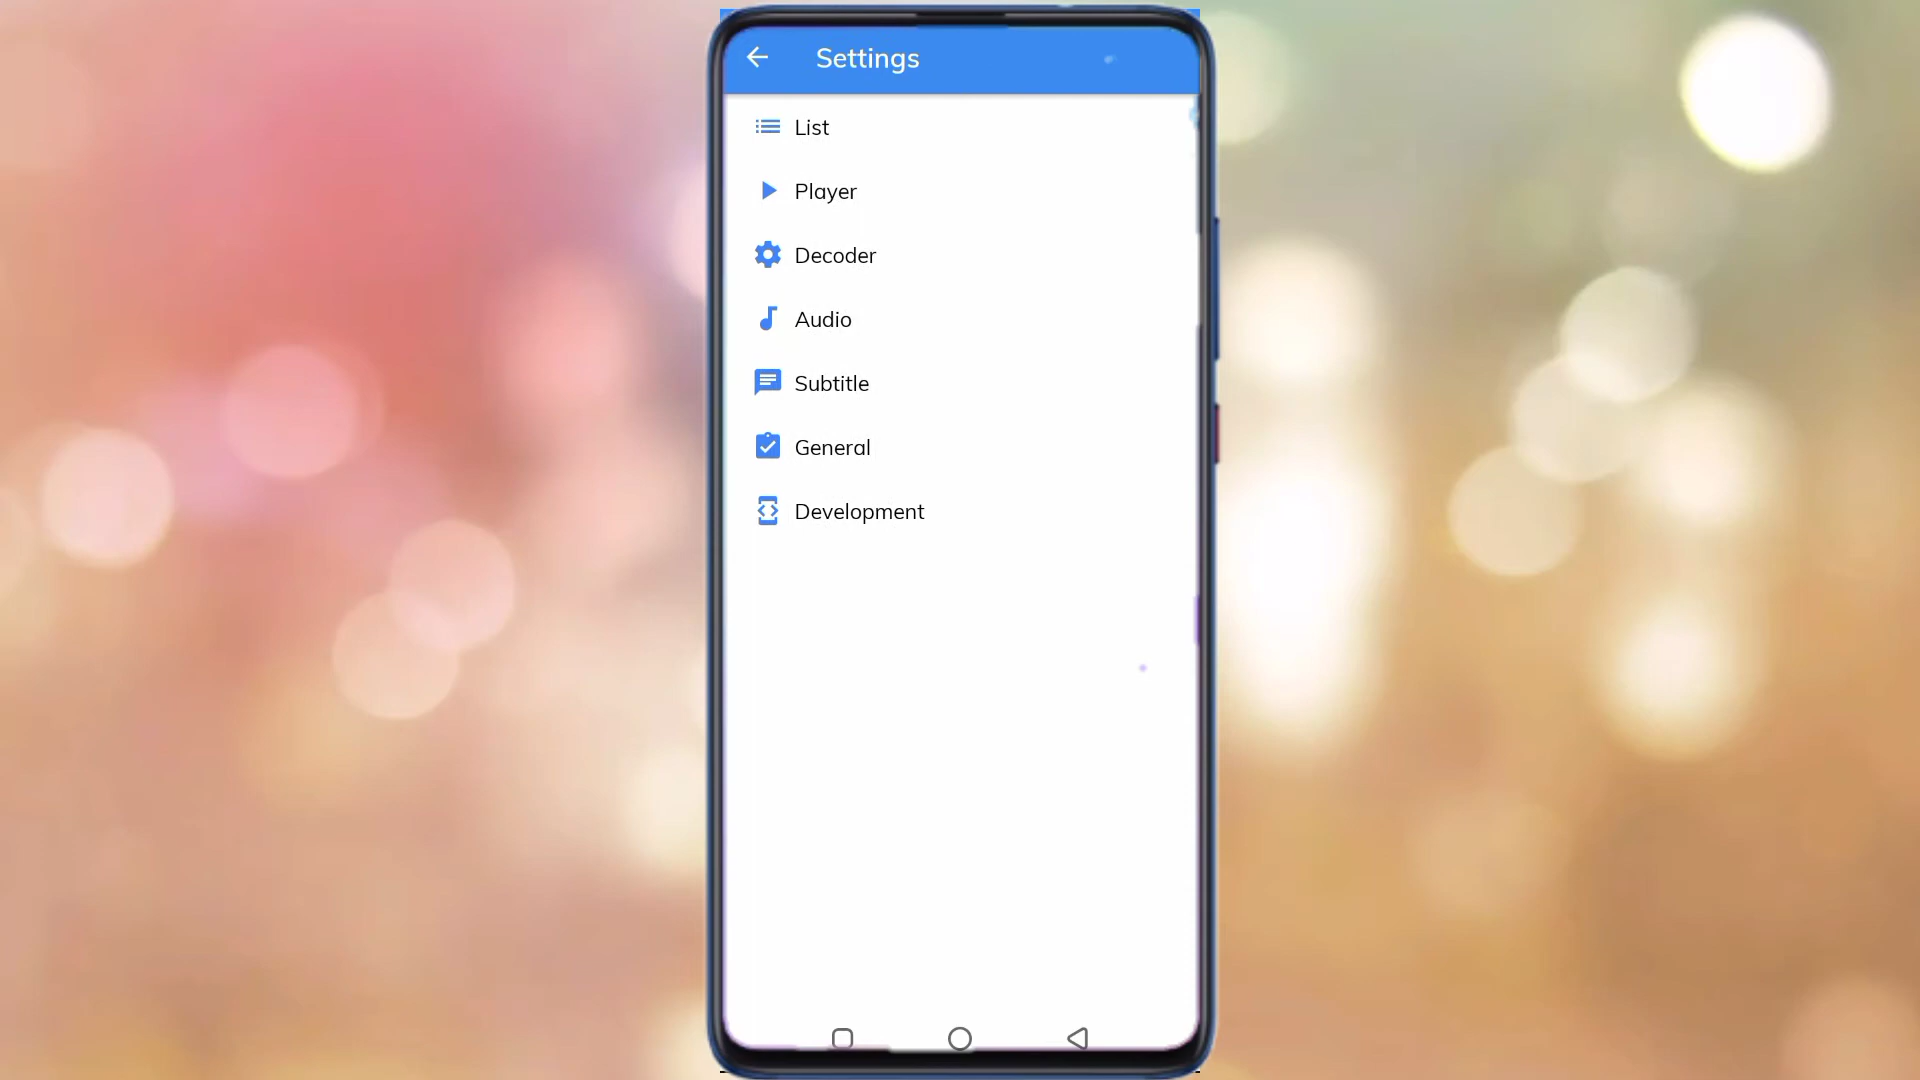 Settings
List
Player
Decoder
Audio
Subtitle
General
Development